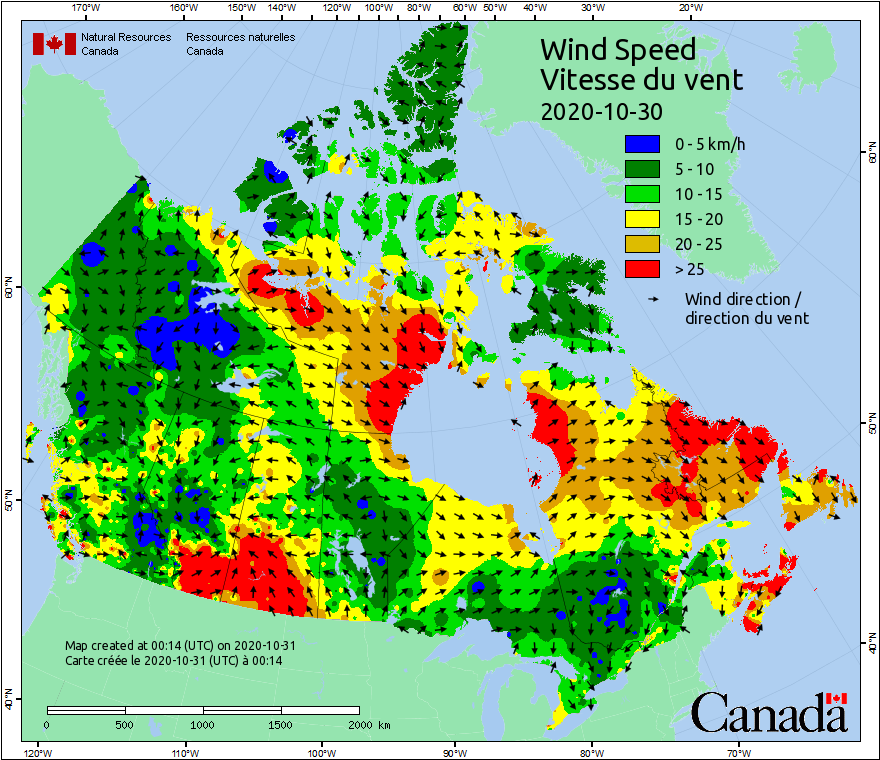 170°W 160°W 150°W 140°W 120°W 100°W 80°W 60°W 50°W 40°W 30°W 20°W
Natural Resources Canada
Ressources naturelles Canada
Wind Speed
Vitesse du vent
2020-10-30
0 - 5 km/h
5 - 10
10 - 15
15 - 20
20 - 25
> 25
Wind direction /
direction du vent
60°N
50°N
40°N
60°N
50°N
40°N
Map created at 00:14 (UTC) on 2020-10-31
Carte créée le 2020-10-31 (UTC) à 00:14
0 500 1000 1500 2000 km
Canada
120°W 110°W 100°W 90°W 80°W 70°W